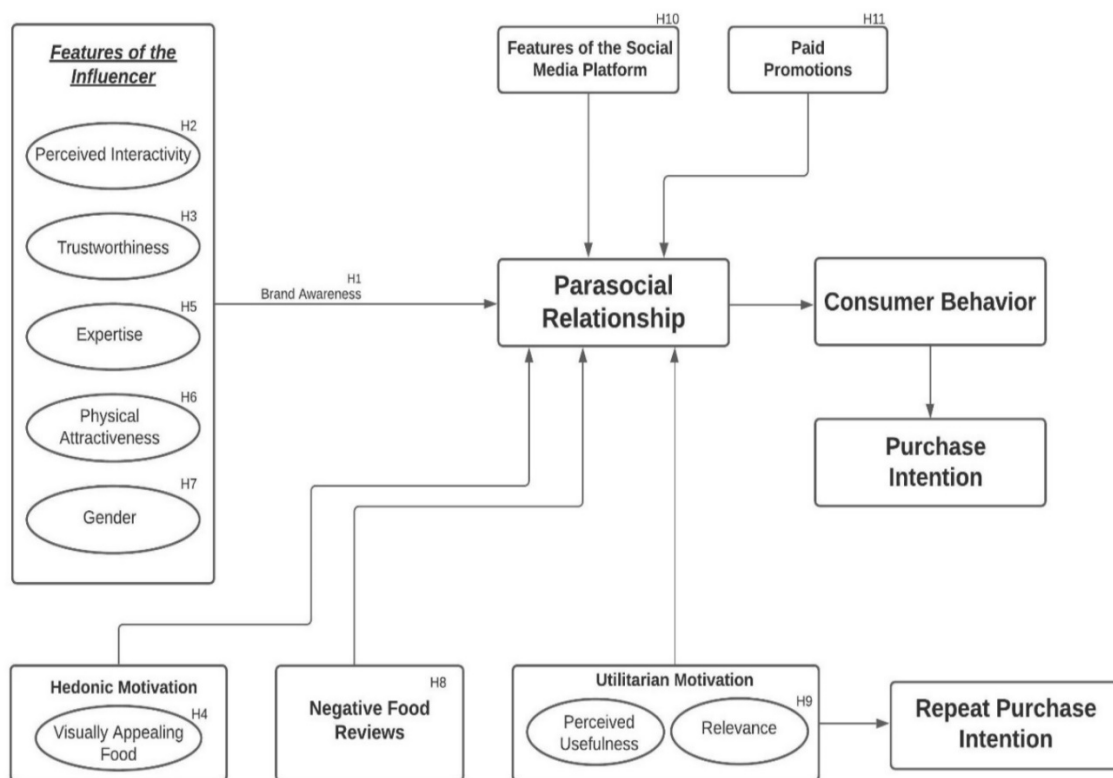 Features of the
Influencer
H2
Perceived Interactivity
H3
Trustworthiness
H5
Expertise
H6
Physical
Attractiveness
H7
Gender
H1
Brand Awareness
H10
Features of the Social
Media Platform
H11
Paid
Promotions
Parasocial
Relationship
Consumer Behavior
Purchase
Intention
Hedonic Motivation
H4
Visually Appealing
Food
H8
Negative Food
Reviews
Utilitarian Motivation
H9
Perceived
Usefulness
Relevance
Repeat Purchase
Intention